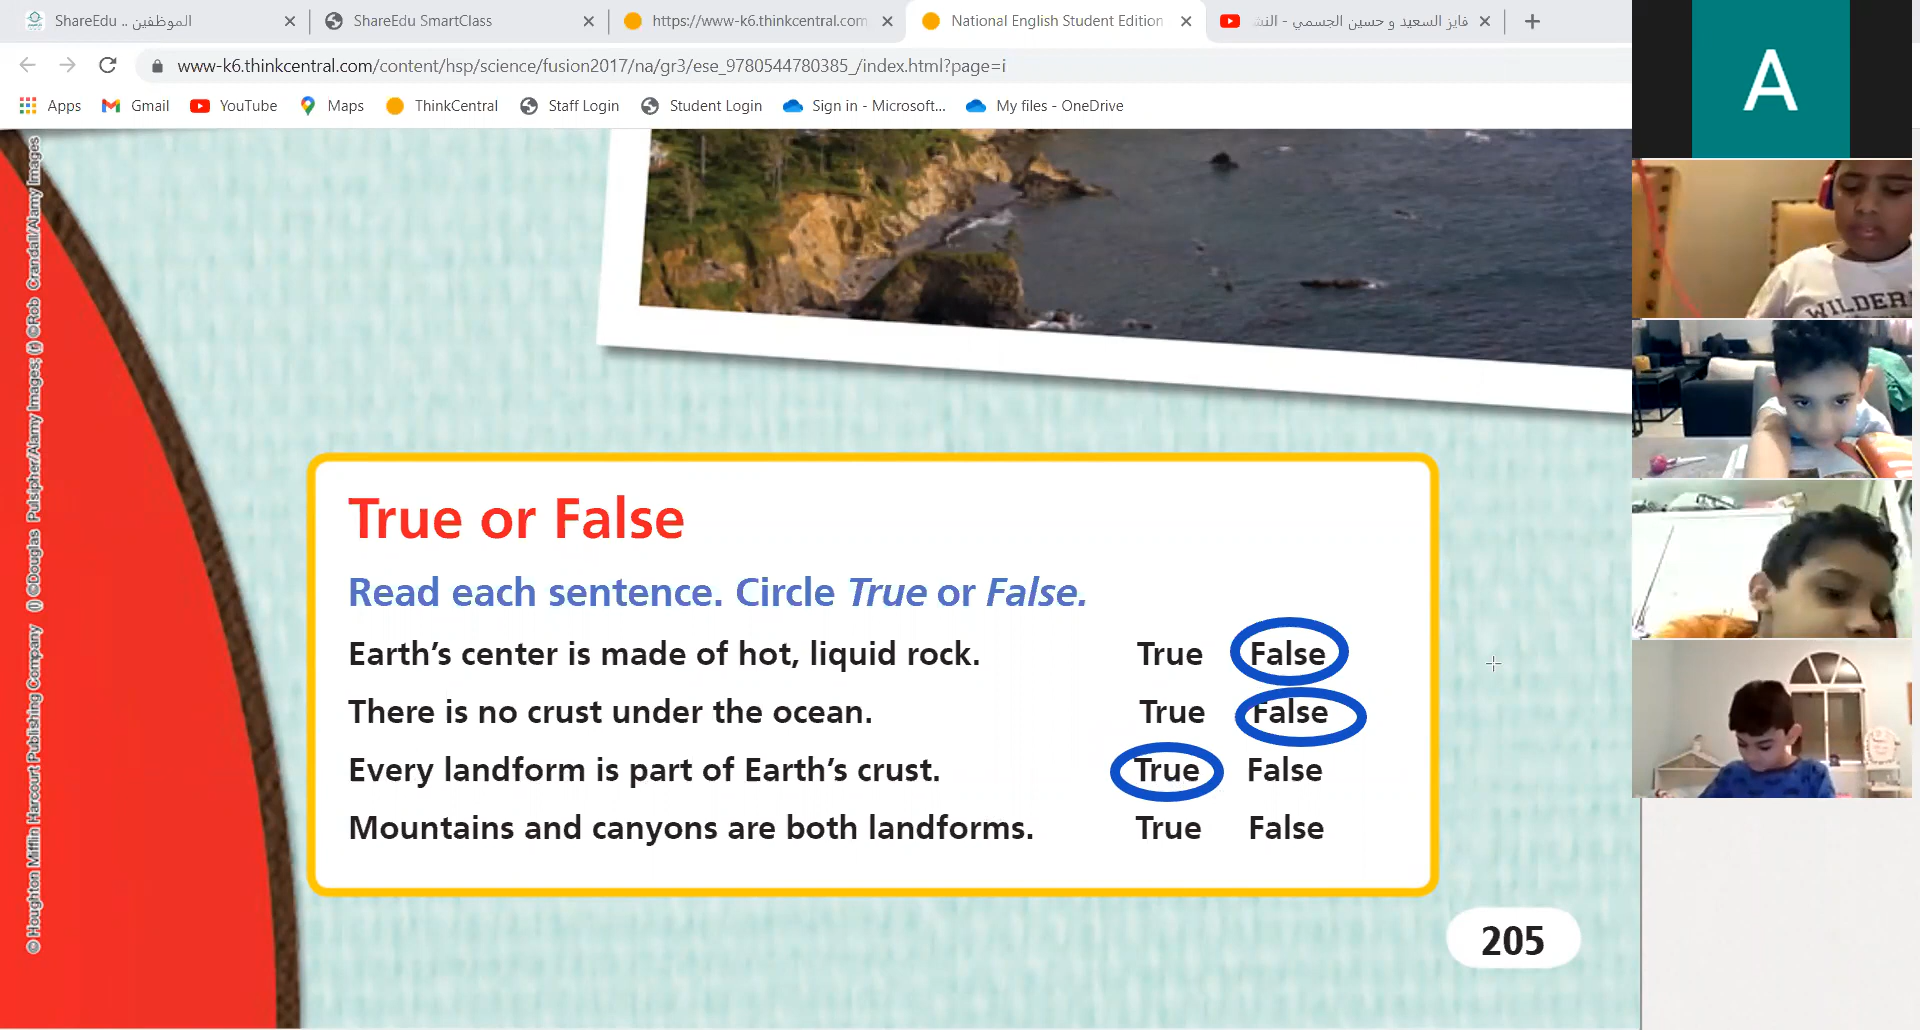 الموظفين .. ShareEdu
ShareEdu SmartClass
https://www-k6.thinkcentral.com
National English Student Edition
فايز السعيد و حسين الجسمي -
www-k6.thinkcentral.com/content/hsp/science/fusion2017/na/gr3/ese_9780544780385_/index.html?page=i
Apps
Gmail
YouTube
Maps
ThinkCentral
Staff Login
Student Login
Sign in - Microsoft...
My files - OneDrive
A
© Houghton Mifflin Harcourt Publishing Company (l) ©Douglas Pulsipher/Alamy Images; (r) ©Rob Crandall/Alamy Images
True or False
Read each sentence. Circle True or False.
Earth's center is made of hot, liquid rock. True False
There is no crust under the ocean. True False
Every landform is part of Earth's crust. True False
Mountains and canyons are both landforms. True False
205